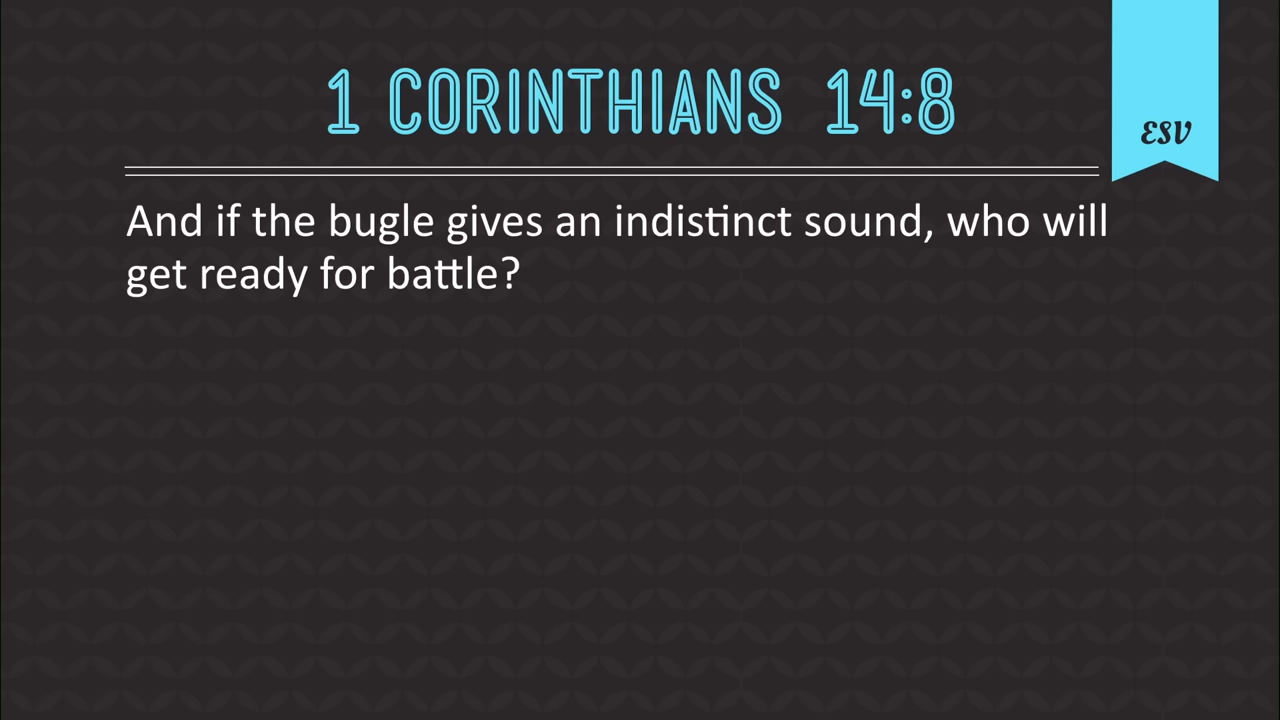 1 CORINTHIANS 14:8
ESV
And if the bugle gives an indistinct sound, who will
get ready for battle?